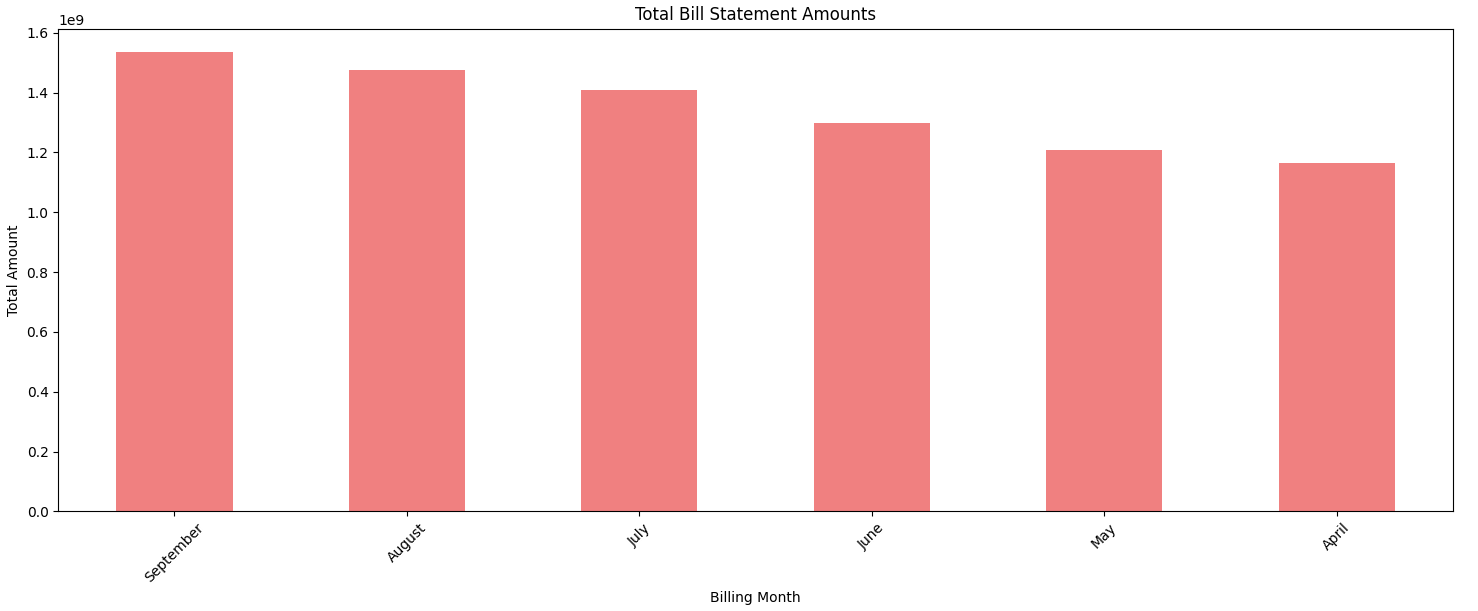 Total Bill Statement Amounts
1e9
1.6
1.4
1.2
1.0
0.8
0.6
0.4
0.2
0.0
Total Amount
September
August
July
June
May
April
Billing Month